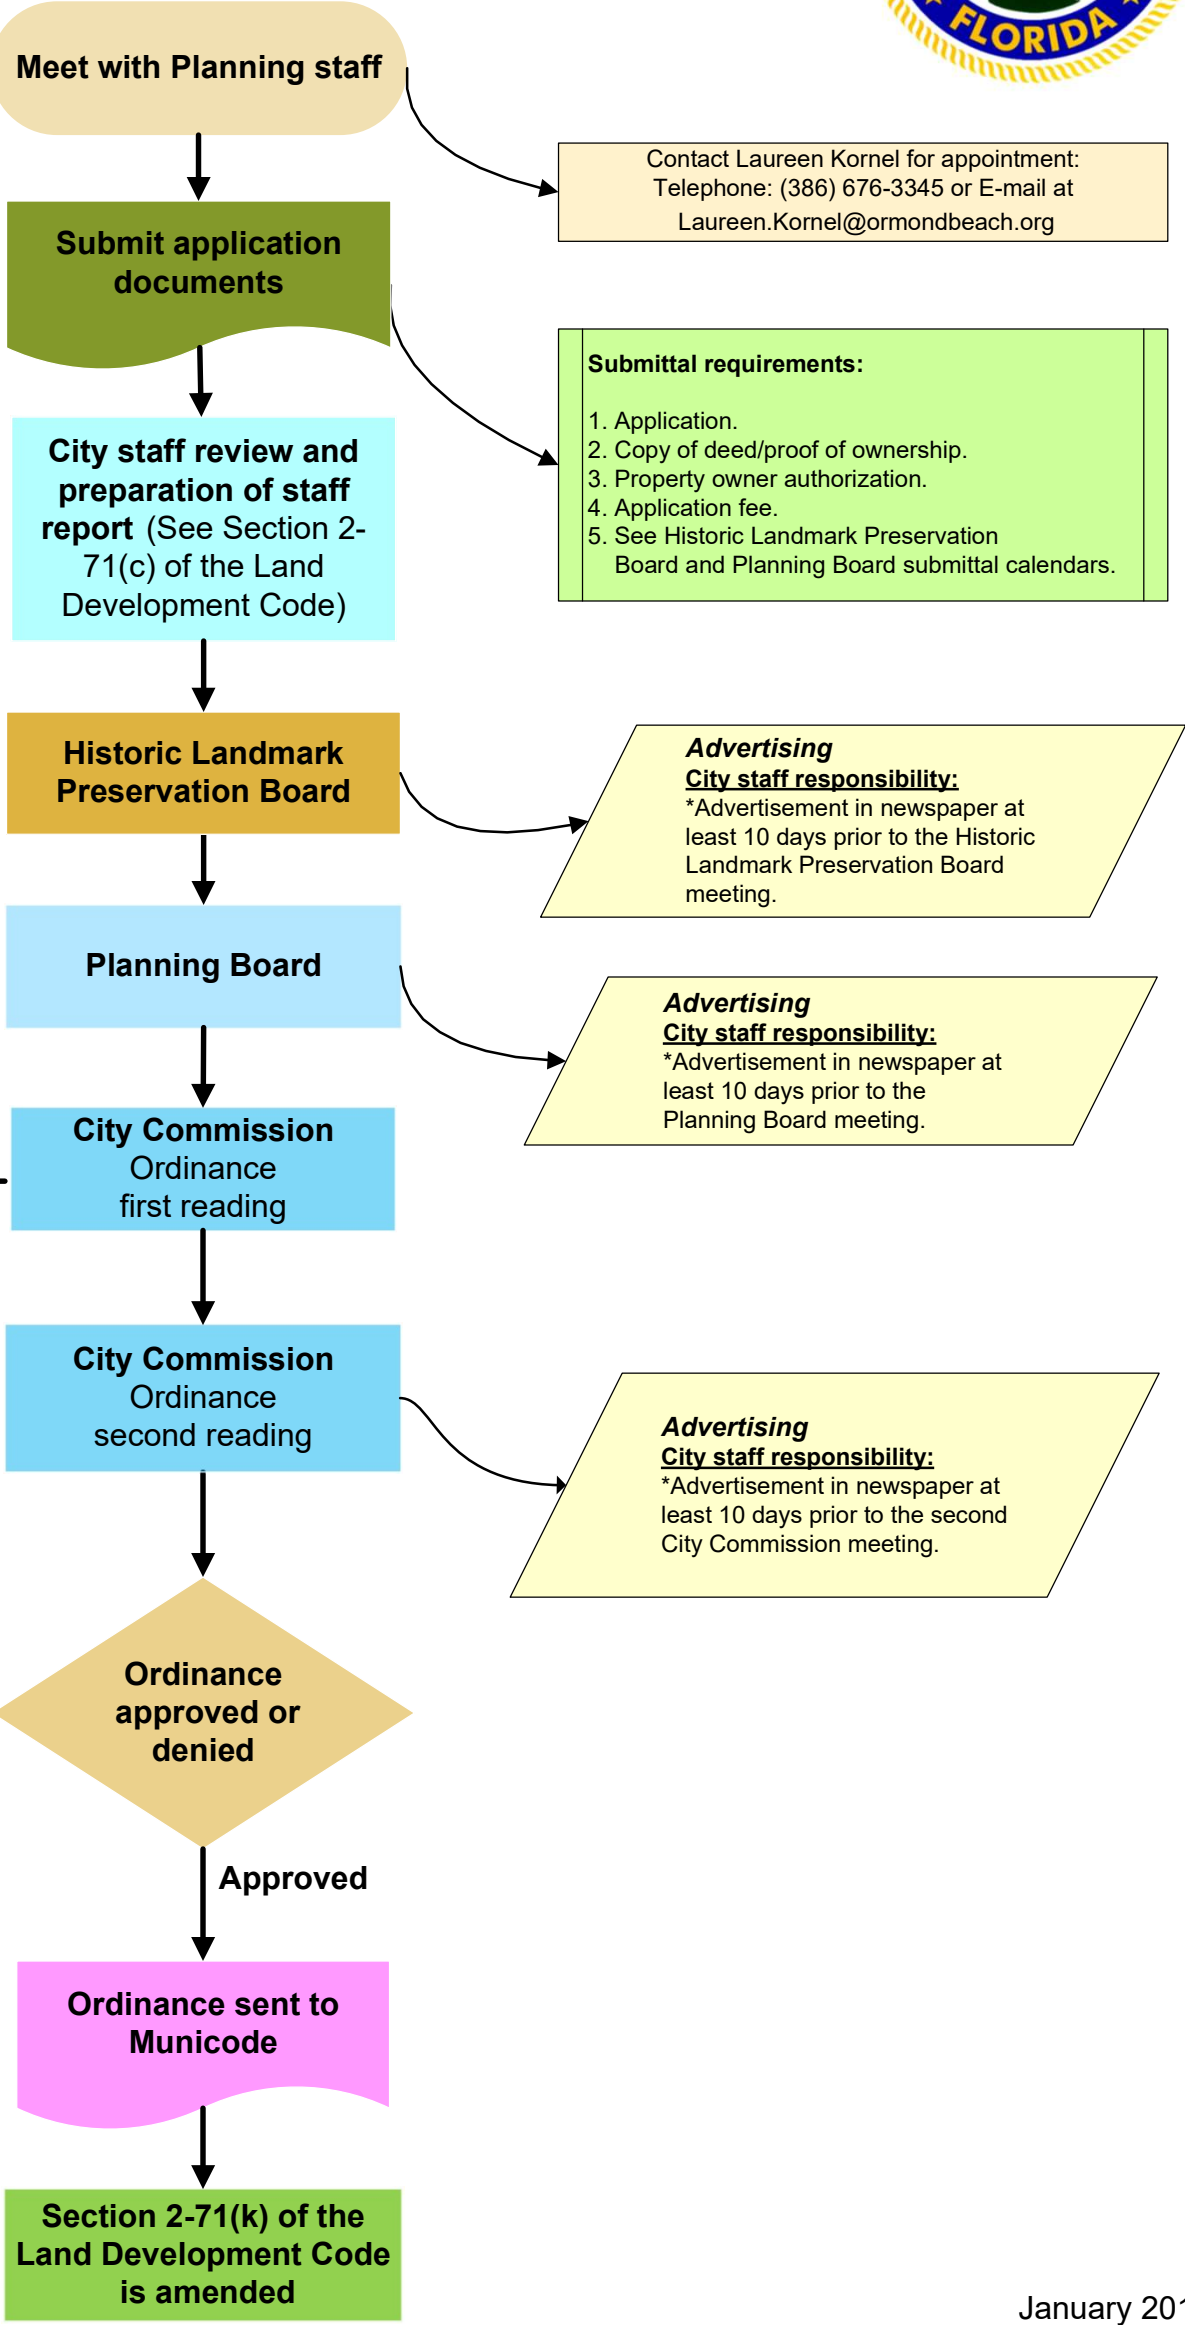 FLORIDA
Meet with Planning staff
Contact Laureen Kornel for appointment:
Telephone: (386) 676-3345 or E-mail at
Laureen.Kornel@ormondbeach.org
Submit application
documents
Submittal requirements:
1. Application.
2. Copy of deed/proof of ownership.
3. Property owner authorization.
4. Application fee.
5. See Historic Landmark Preservation
Board and Planning Board submittal calendars.
City staff review and
preparation of staff
report (See Section 2-
71(c) of the Land
Development Code)
Historic Landmark
Preservation Board
Advertising
City staff responsibility:
*Advertisement in newspaper at
least 10 days prior to the Historic
Landmark Preservation Board
meeting.
Planning Board
Advertising
City staff responsibility:
*Advertisement in newspaper at
least 10 days prior to the
Planning Board meeting.
City Commission
Ordinance
first reading
City Commission
Ordinance
second reading
Advertising
City staff responsibility:
*Advertisement in newspaper at
least 10 days prior to the second
City Commission meeting.
Ordinance
approved or
denied
Approved
Ordinance sent to
Municode
Section 2-71(k) of the
Land Development Code
is amended
January